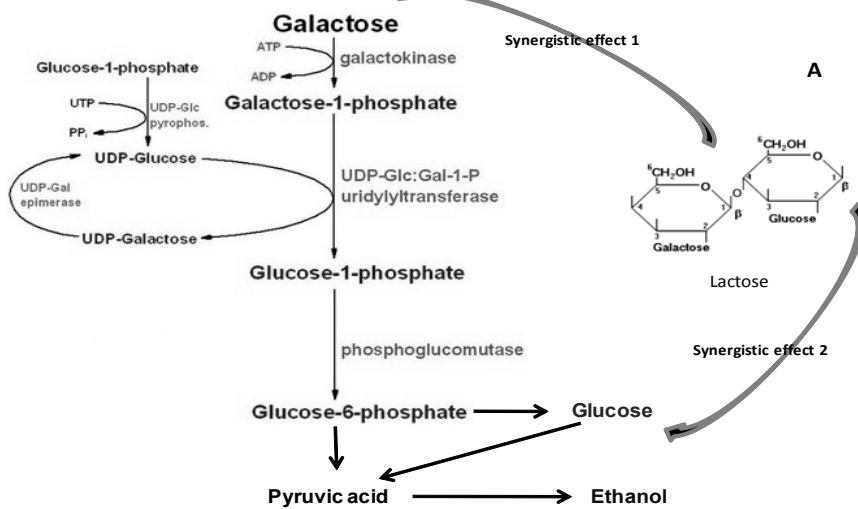 Galactose
Synergistic effect 1
ATP
galactokinase
ADP
Glucose-1-phosphate
A
Galactose-1-phosphate
UTP
UDP-Glc
pyrophos.
PPi
UDP-Glucose
UDP-Glc:Gal-1-P
uridylyltransferase
UDP-Gal
epimerase
UDP-Galactose
6CH2OH
5
O
4
1
β
3
2
Glucose
6CH2OH
5
O
4
1
β
O
3
2
Galactose
Lactose
Glucose-1-phosphate
phosphoglucomutase
Synergistic effect 2
Glucose-6-phosphate
Glucose
Pyruvic acid
Ethanol